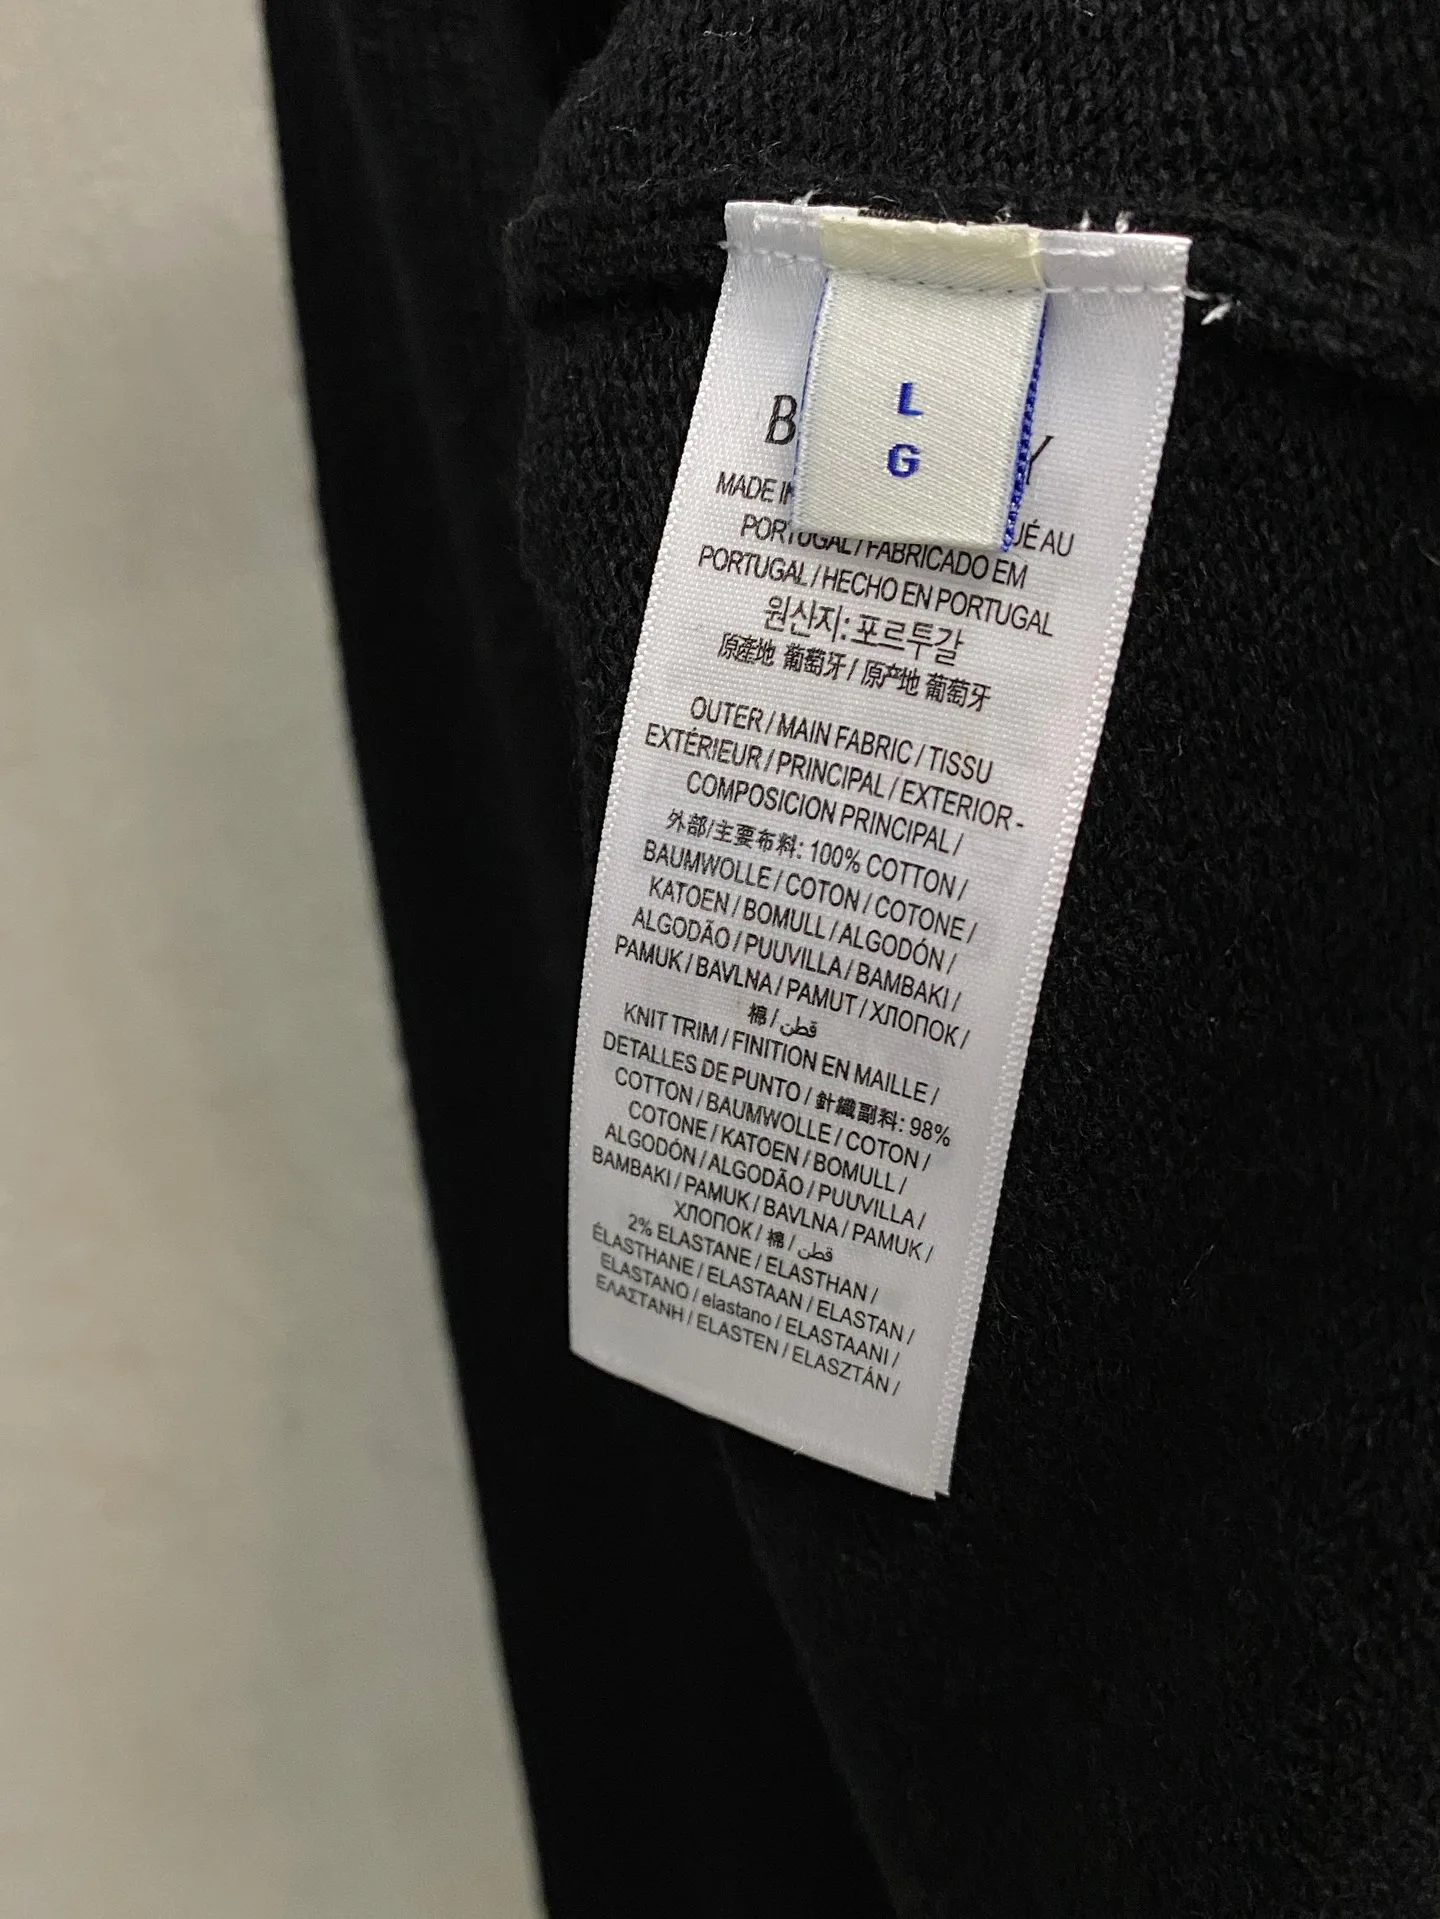 L
G
MADE IN
PORTUGAL / FABRICADO EM
PORTUGAL / HECHO EN PORTUGAL
원산지: 포르투갈
原產地 葡萄牙 / 原产地 葡萄牙
OUTER / MAIN FABRIC / TISSU
EXTÉRIEUR / PRINCIPAL / EXTERIOR -
COMPOSICION PRINCIPAL /
外部/主要布料: 100% COTTON /
BAUMWOLLE / COTON / COTONE /
KATOEN / BOMULL / ALGODÓN /
ALGODÃO / PUUVILLA / BAMBAKI /
PAMUK / BAVLNA / PAMUT / ХЛОПОК /
棉 / قطن
KNIT TRIM / FINITION EN MAILLE /
DETALLES DE PUNTO / 針織副料: 98%
COTTON / BAUMWOLLE / COTON /
COTONE / KATOEN / BOMULL /
ALGODÓN / ALGODÃO / PUUVILLA /
BAMBAKI / PAMUK / BAVLNA / PAMUK /
ХЛОПОК / 棉 / قطن
2% ELASTANE / ELASTHAN /
ÉLASTHANE / ELASTAAN / ELASTAN /
ELASTANO / elastano / ELASTAANI /
ΕΛΑΣΤΑΝΗ / ELASTEN / ELASZTÁN /